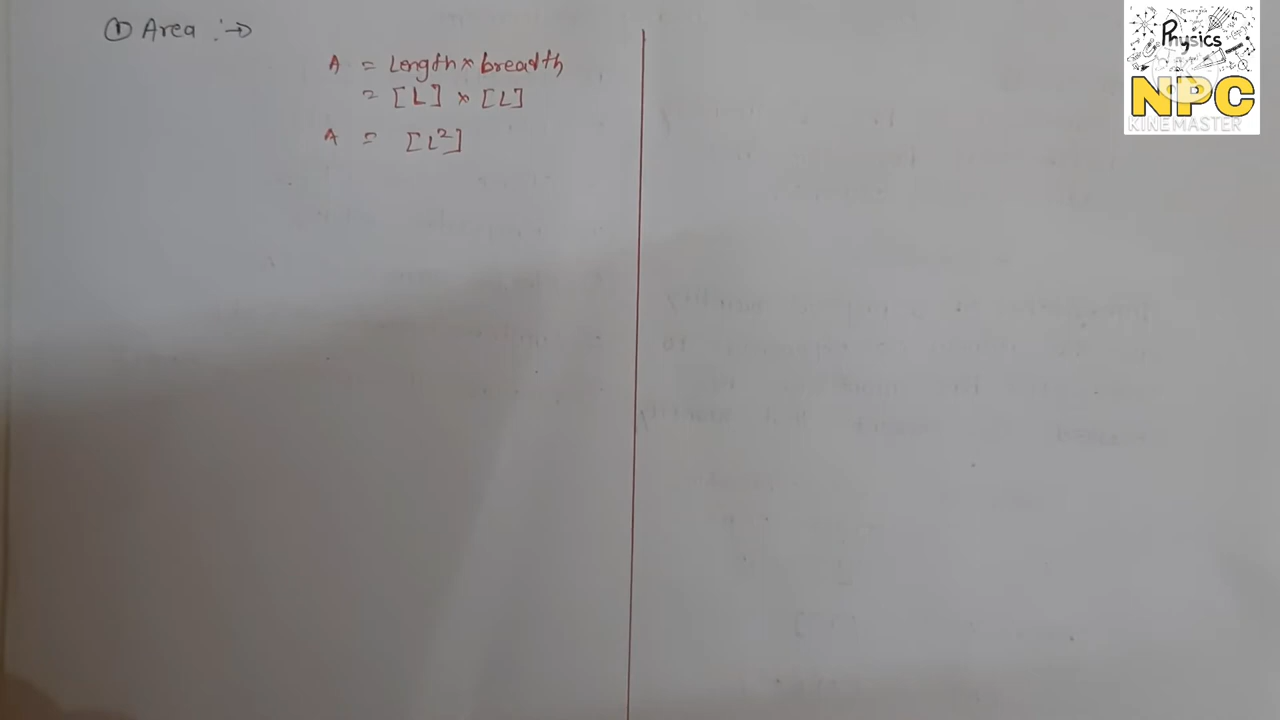 ① Area :→
A = Length × breadth
= [L] × [L]
A = [L²]
Physics
NPC
KINEMASTER